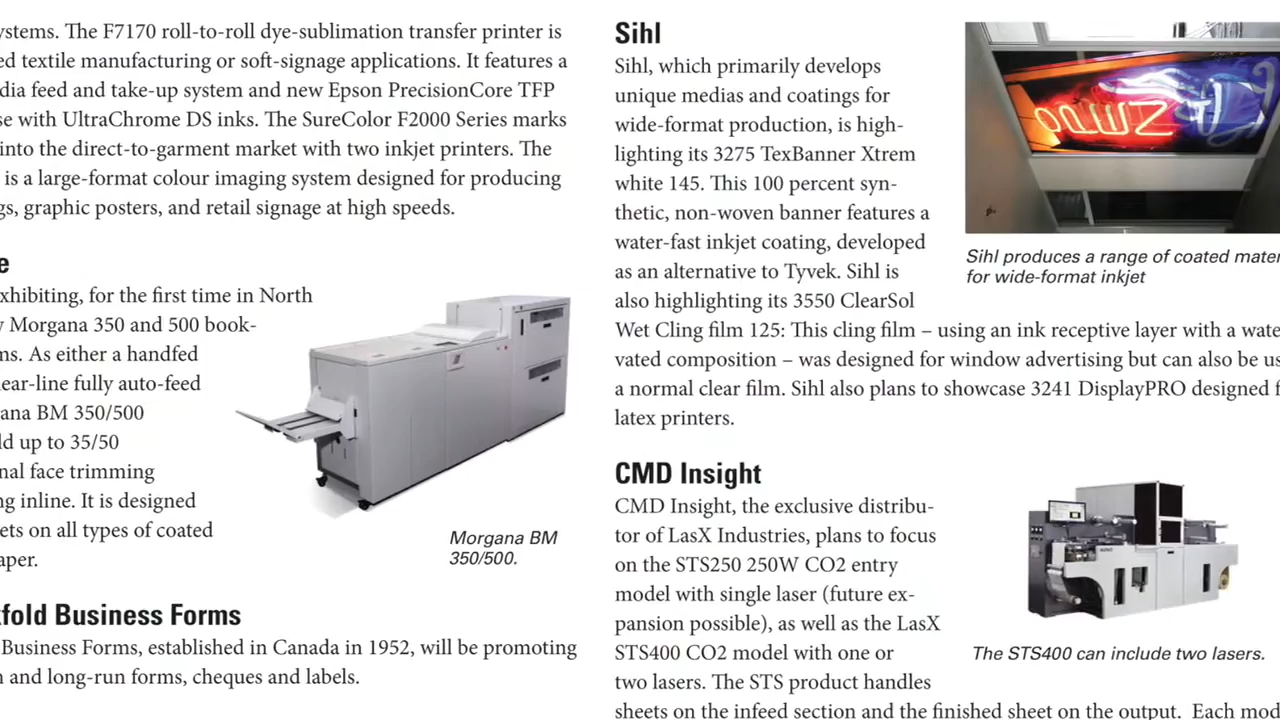 ystems. The F7170 roll-to-roll dye-sublimation transfer printer is
ed textile manufacturing or soft-signage applications. It features a
dia feed and take-up system and new Epson PrecisionCore TFP
se with UltraChrome DS inks. The SureColor F2000 Series marks
into the direct-to-garment market with two inkjet printers. The
is a large-format colour imaging system designed for producing
gs, graphic posters, and retail signage at high speeds.
e
xhibiting, for the first time in North
y Morgana 350 and 500 book-
ms. As either a handfed
near-line fully auto-feed
gana BM 350/500
ld up to 35/50
nal face trimming
ng inline. It is designed
ets on all types of coated
aper.
Morgana BM
350/500.
xfold Business Forms
Business Forms, established in Canada in 1952, will be promoting
n and long-run forms, cheques and labels.
Sihl
Sihl, which primarily develops
unique medias and coatings for
wide-format production, is high-
lighting its 3275 TexBanner Xtrem
white 145. This 100 percent syn-
thetic, non-woven banner features a
water-fast inkjet coating, developed
as an alternative to Tyvek. Sihl is
also highlighting its 3550 ClearSol
Wet Cling film 125: This cling film – using an ink receptive layer with a wate
vated composition – was designed for window advertising but can also be us
a normal clear film. Sihl also plans to showcase 3241 DisplayPRO designed f
latex printers.
Sihl produces a range of coated mater
for wide-format inkjet
CMD Insight
CMD Insight, the exclusive distribu-
tor of LasX Industries, plans to focus
on the STS250 250W CO2 entry
model with single laser (future ex-
pansion possible), as well as the LasX
STS400 CO2 model with one or
two lasers. The STS product handles
sheets on the infeed section and the finished sheet on the output. Each mod
The STS400 can include two lasers.